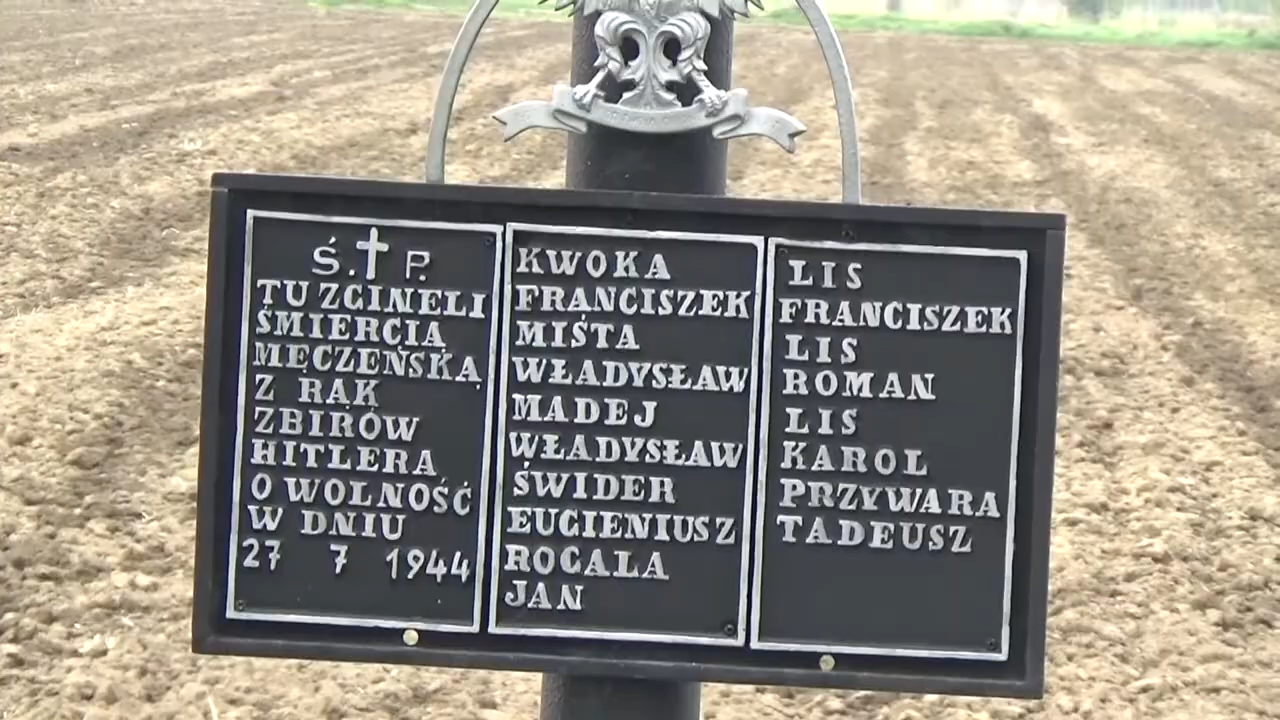 Ś.†P.
TU ZGINELI
ŚMIERCIĄ
MĘCZEŃSKĄ
Z RĄK
ZBIRÓW
HITLERA
O WOLNOŚĆ
W DNIU
27 7 1944
KWOKA
FRANCISZEK
MIŚTA
WŁADYSŁAW
MADEJ
WŁADYSŁAW
ŚWIDER
EUGIENIUSZ
ROGALA
JAN
LIS
FRANCISZEK
LIS
ROMAN
LIS
KAROL
PRZYWARA
TADEUSZ